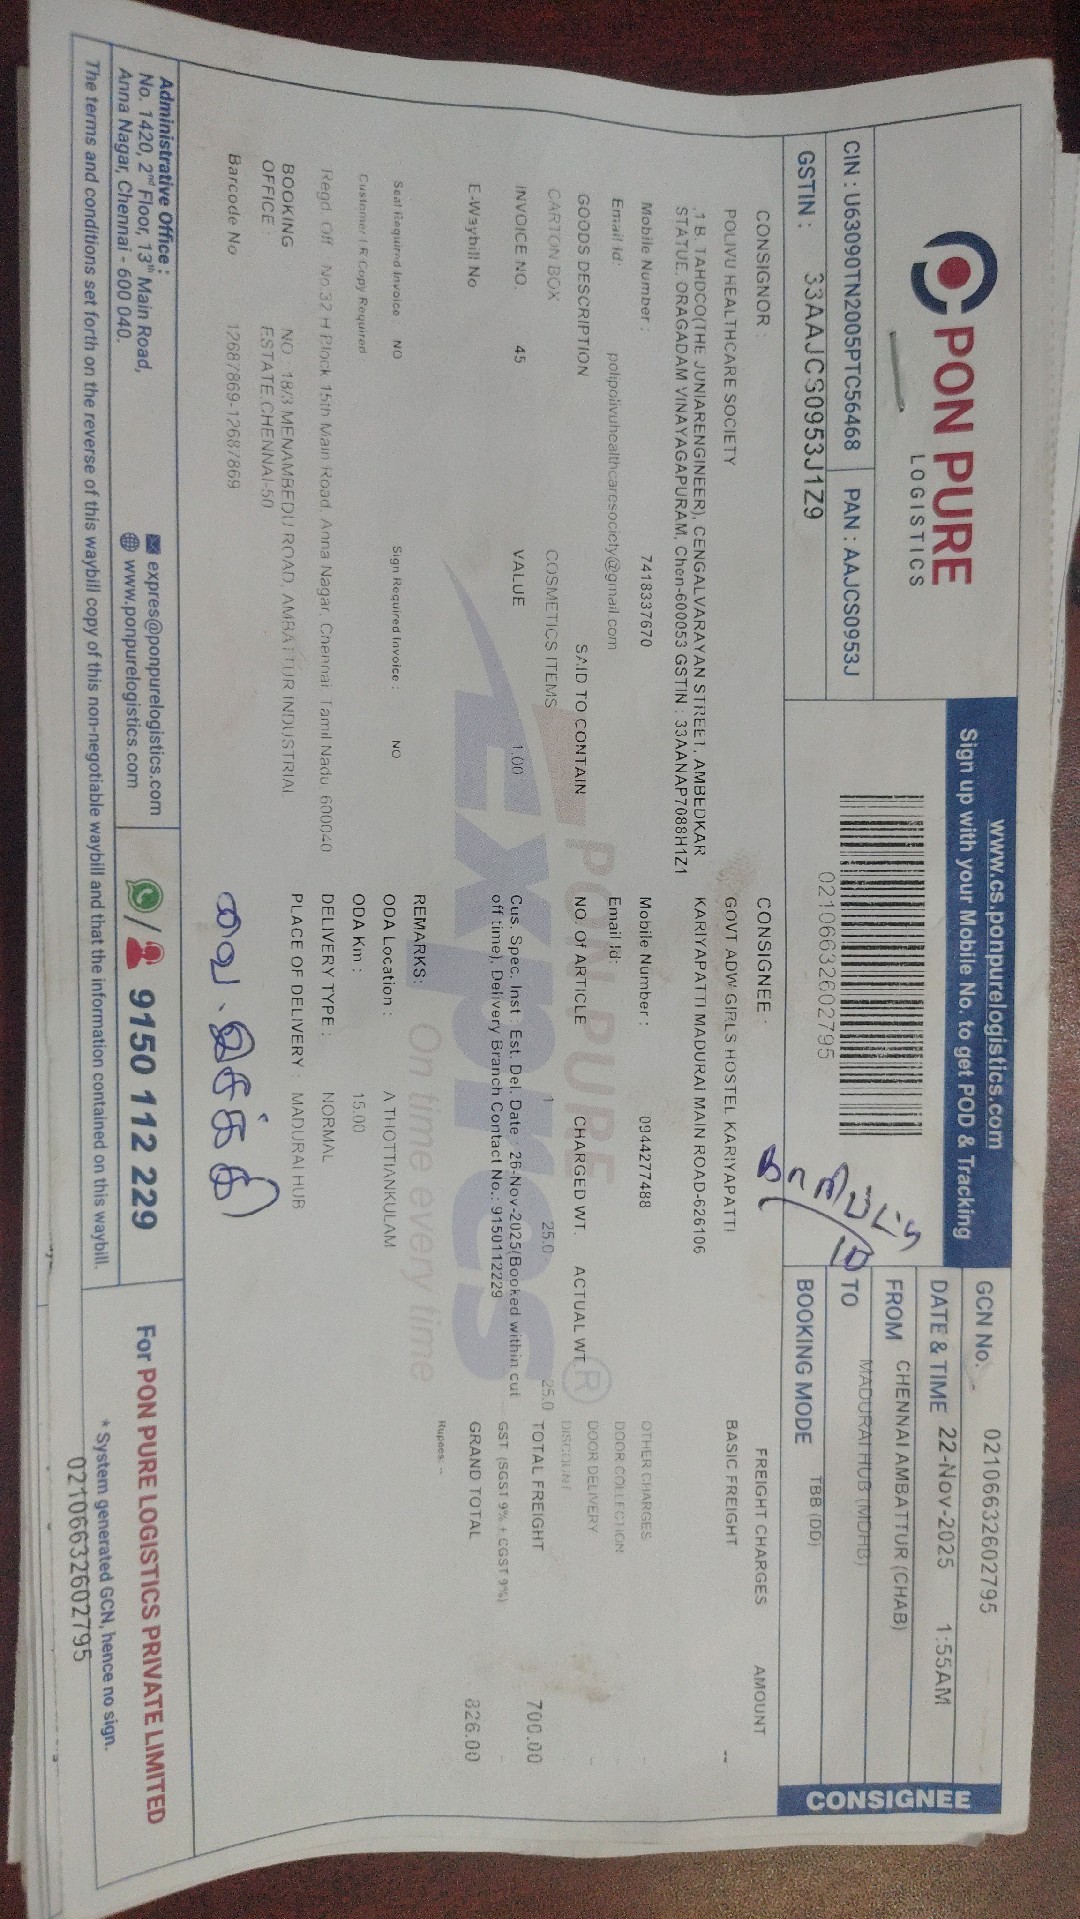 PON PURE
LOGISTICS
CIN : U63090TN2005PTC56468 PAN : AAJCS0953J
GSTIN : 33AAJCS0953J1Z9
www.cs.ponpurelogistics.com
Sign up with your Mobile No. to get POD & Tracking
0210663260​2795
GCN No. 02106632602795
DATE & TIME 22-Nov-2025 1:55AM
FROM CHENNAI AMBATTUR (CHAB)
TO MADURAI HUB (MDHB)
BOOKING MODE TBB (DD)
CONSIGNEE
CONSIGNOR :
POLIVU HEALTHCARE SOCIETY
1B, TAHDCO(THE JUNIARENGINEER), CENGALVARAYAN STREET, AMBEDKAR
STATUE, ORAGADAM VINAYAGAPURAM, Chen-600053 GSTIN : 33AANAP7088H1Z1
Mobile Number : 7418337670
Email Id: polipolivuhealthcaresociety@gmail.com
CONSIGNEE :
GOVT ADW GIRLS HOSTEL KARIYAPATTI
KARIYAPATTI MADURAI MAIN ROAD-626106
Mobile Number : 0944277488
Email Id:
GOODS DESCRIPTION SAID TO CONTAIN NO. Of ARTICLE CHARGED WT. ACTUAL WT.
CARTON BOX COSMETICS ITEMS 1 25.0 25.0
INVOICE NO. 45 VALUE 1.00
E-Waybill No
Cus. Spec. Inst : Est. Del. Date : 26-Nov-2025(Booked within cut
off time), Delivery Branch Contact No.: 9150112229
FREIGHT CHARGES AMOUNT
BASIC FREIGHT --
OTHER CHARGES -
DOOR COLLECTION
DOOR DELIVERY -
DISCOUNT
TOTAL FREIGHT 700.00
GST (SGST 9% + CGST 9%) -
GRAND TOTAL 826.00
Rupees: --
Seal Required Invoice : NO Sign Required Invoice : NO
Customer I R Copy Required
Regd. Off No.32 H Block 15th Main Road, Anna Nagar, Chennai Tamil Nadu 600040
BOOKING OFFICE : NO : 18/3 MENAMBEDU ROAD, AMBATTUR INDUSTRIAL
ESTATE,CHENNAI-50
Barcode No 12687869-12687869
REMARKS:
ODA Location : A THOTTIANKULAM
ODA Km : 15.00
DELIVERY TYPE : NORMAL
PLACE OF DELIVERY : MADURAI HUB
PON PURE
Expres
On time every time
Administrative Office :
No. 1420, 2nd Floor, 13th Main Road,
Anna Nagar, Chennai - 600 040.
expres@ponpurelogistics.com
www.ponpurelogistics.com
9150 112 229
For PON PURE LOGISTICS PRIVATE LIMITED
* System generated GCN, hence no sign.
The terms and conditions set forth on the reverse of this waybill copy of this non-negotiable waybill and that the information contained on this waybill.
02106632602795